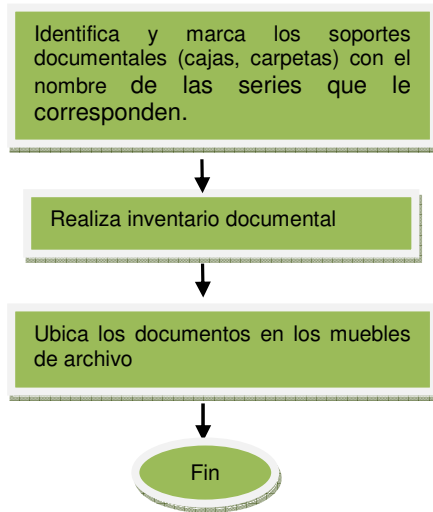 Identifica y marca los soportes
documentales (cajas, carpetas) con el
nombre de las series que le
corresponden.
Realiza inventario documental
Ubica los documentos en los muebles
de archivo
Fin